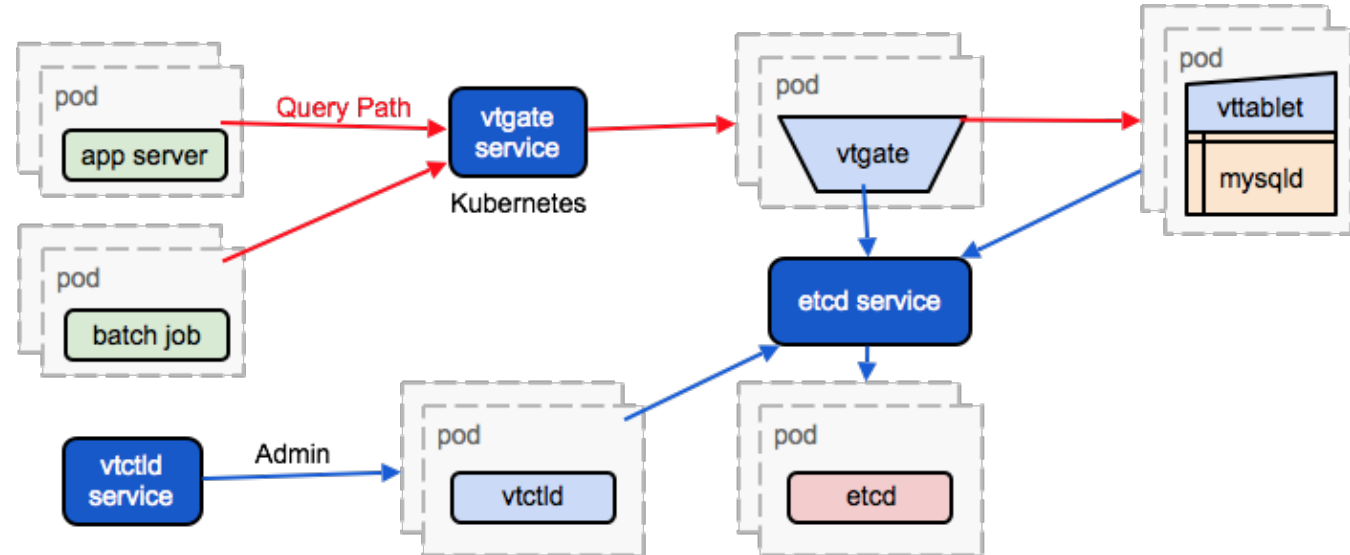 pod
app server
Query Path
vtgate
service
Kubernetes
pod
vtgate
pod
vttablet
mysqld
pod
batch job
etcd service
vtctld
service
Admin
pod
vtctld
pod
etcd